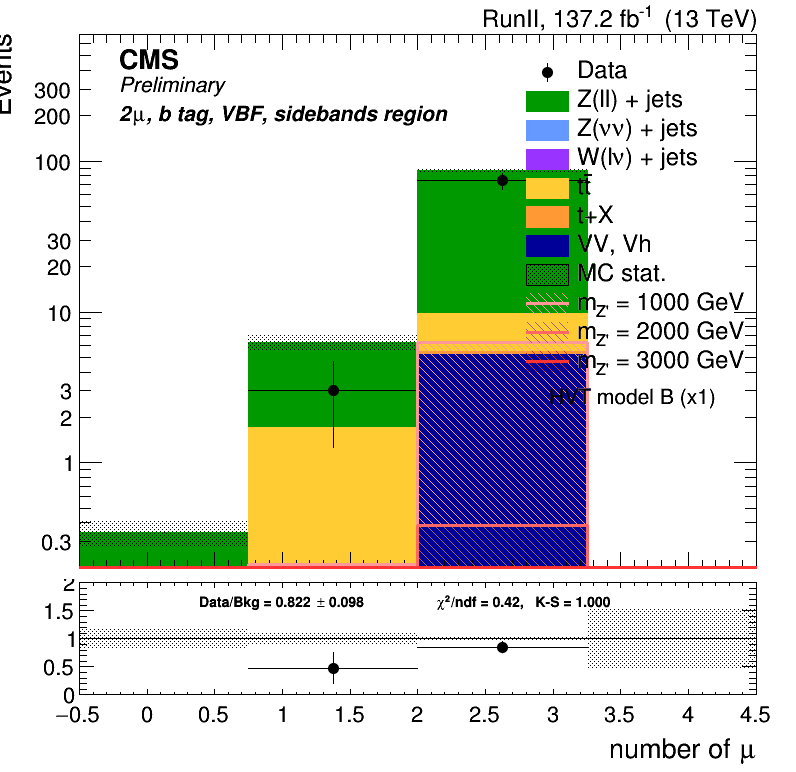 RunII, 137.2 fb⁻¹ (13 TeV)
Events
CMS
Preliminary
2μ, b tag, VBF, sidebands region
Data
Z(ll) + jets
Z(νν) + jets
W(lν) + jets
tt̅
t+X
VV, Vh
MC stat.
m_Z' = 1000 GeV
m_Z' = 2000 GeV
m_Z' = 3000 GeV
HVT model B (x1)
300
200
100
30
20
10
3
2
1
0.3
Data/Bkg = 0.822 ± 0.098
χ²/ndf = 0.42, K-S = 1.000
2
1.5
1
0.5
0
−0.5 0 0.5 1 1.5 2 2.5 3 3.5 4 4.5
number of μ